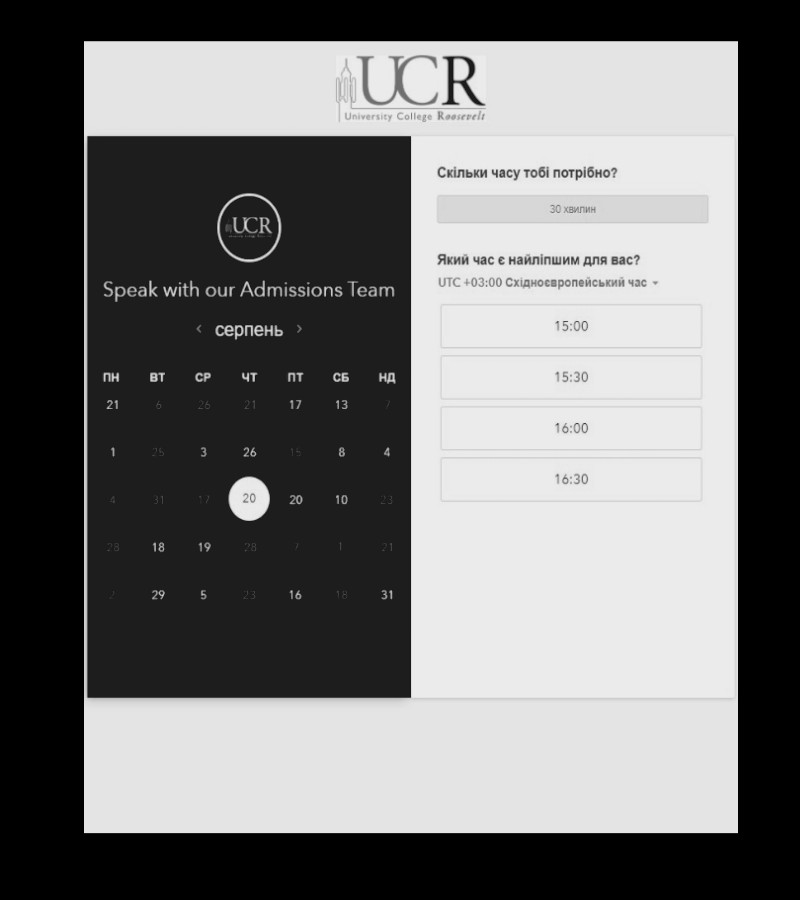 UCR
University College Roosevelt
UCR
Speak with our Admissions Team
‹ серпень ›
ПН ВТ СР ЧТ ПТ СБ НД
21 6 26 21 17 13 7
1 25 3 26 15 8 4
4 31 17 20 20 10 23
28 18 19 28 7 1 21
2 29 5 23 16 18 31
Скільки часу тобі потрібно?
30 хвилин
Який час є найліпшим для вас?
UTC +03:00 Східноєвропейський час
15:00
15:30
16:00
16:30